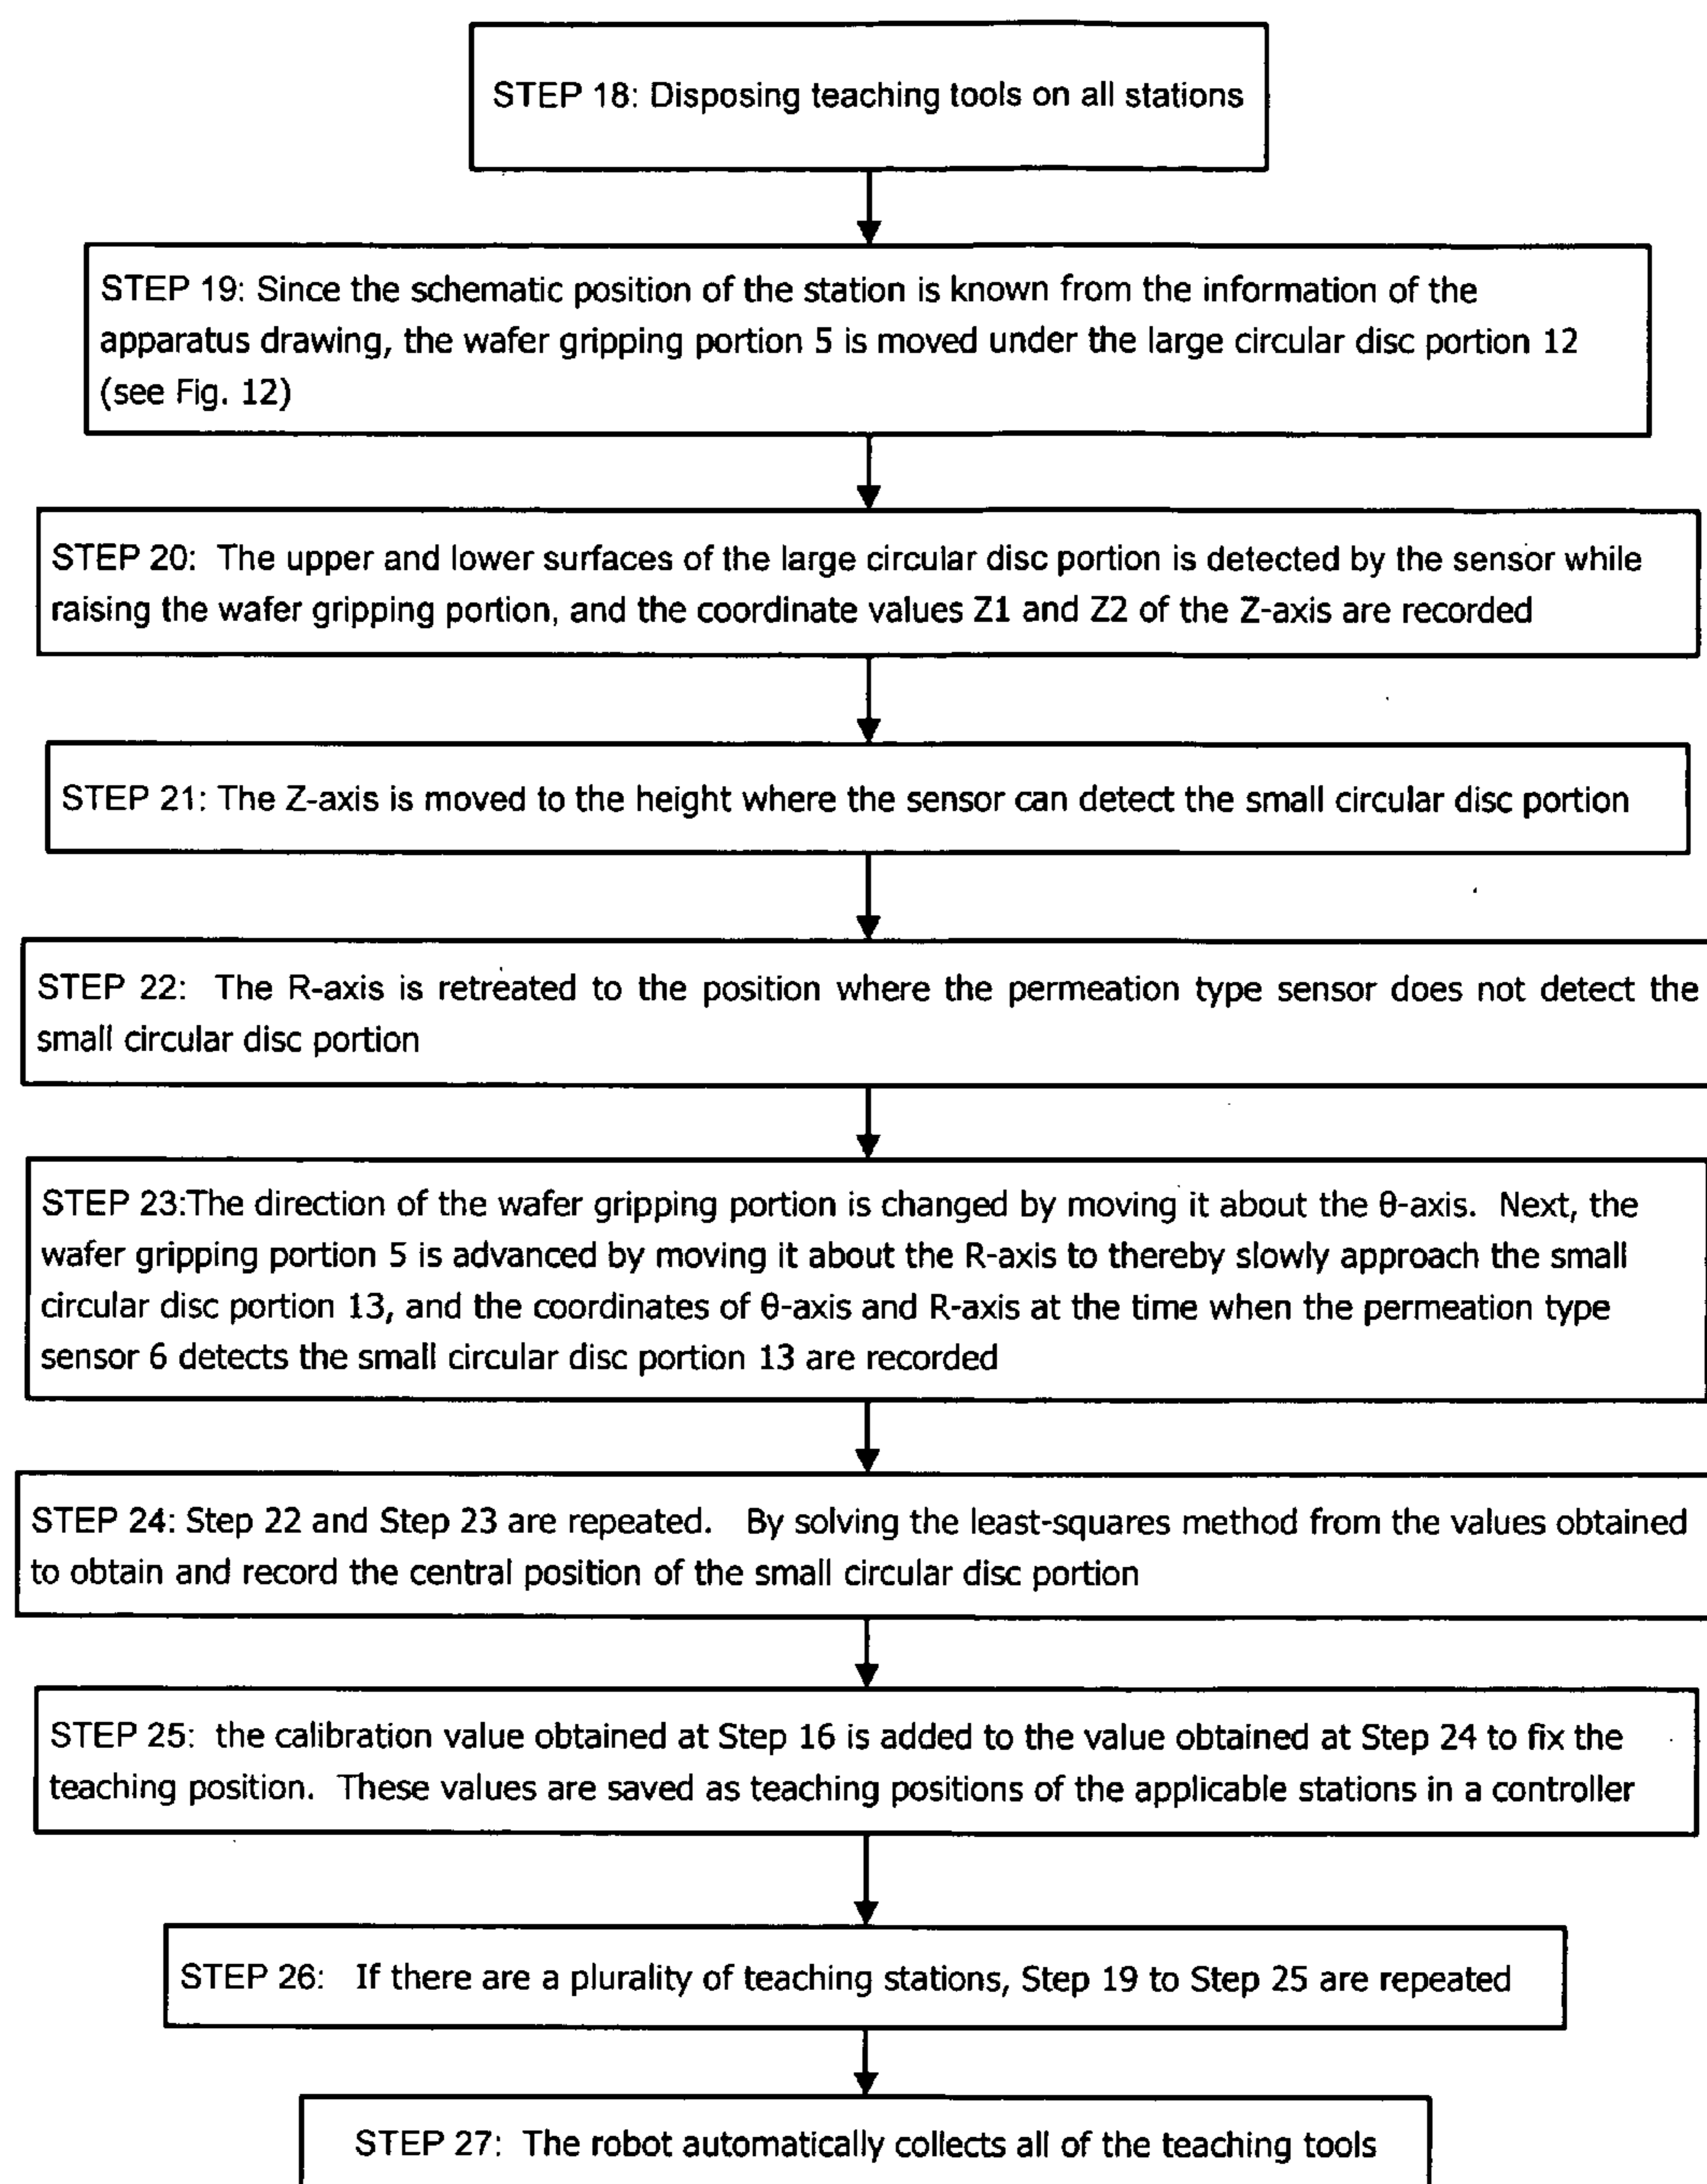 STEP 18: Disposing teaching tools on all stations
STEP 19: Since the schematic position of the station is known from the information of the
apparatus drawing, the wafer gripping portion 5 is moved under the large circular disc portion 12
(see Fig. 12)
STEP 20: The upper and lower surfaces of the large circular disc portion is detected by the sensor while
raising the wafer gripping portion, and the coordinate values Z1 and Z2 of the Z-axis are recorded
STEP 21: The Z-axis is moved to the height where the sensor can detect the small circular disc portion
STEP 22: The R-axis is retreated to the position where the permeation type sensor does not detect the
small circular disc portion
STEP 23:The direction of the wafer gripping portion is changed by moving it about the θ-axis. Next, the
wafer gripping portion 5 is advanced by moving it about the R-axis to thereby slowly approach the small
circular disc portion 13, and the coordinates of θ-axis and R-axis at the time when the permeation type
sensor 6 detects the small circular disc portion 13 are recorded
STEP 24: Step 22 and Step 23 are repeated. By solving the least-squares method from the values obtained
to obtain and record the central position of the small circular disc portion
STEP 25: the calibration value obtained at Step 16 is added to the value obtained at Step 24 to fix the
teaching position. These values are saved as teaching positions of the applicable stations in a controller
STEP 26: If there are a plurality of teaching stations, Step 19 to Step 25 are repeated
STEP 27: The robot automatically collects all of the teaching tools